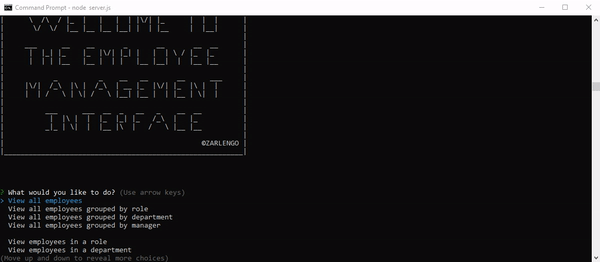 Command Prompt - node server.js
WELCOME TO
THE EMPLOYEE
MANAGEMENT
INTERFACE
©ZARLENGO
? What would you like to do? (Use arrow keys)
> View all employees
View all employees grouped by role
View all employees grouped by department
View all employees grouped by manager
View employees in a role
View employees in a department
(Move up and down to reveal more choices)